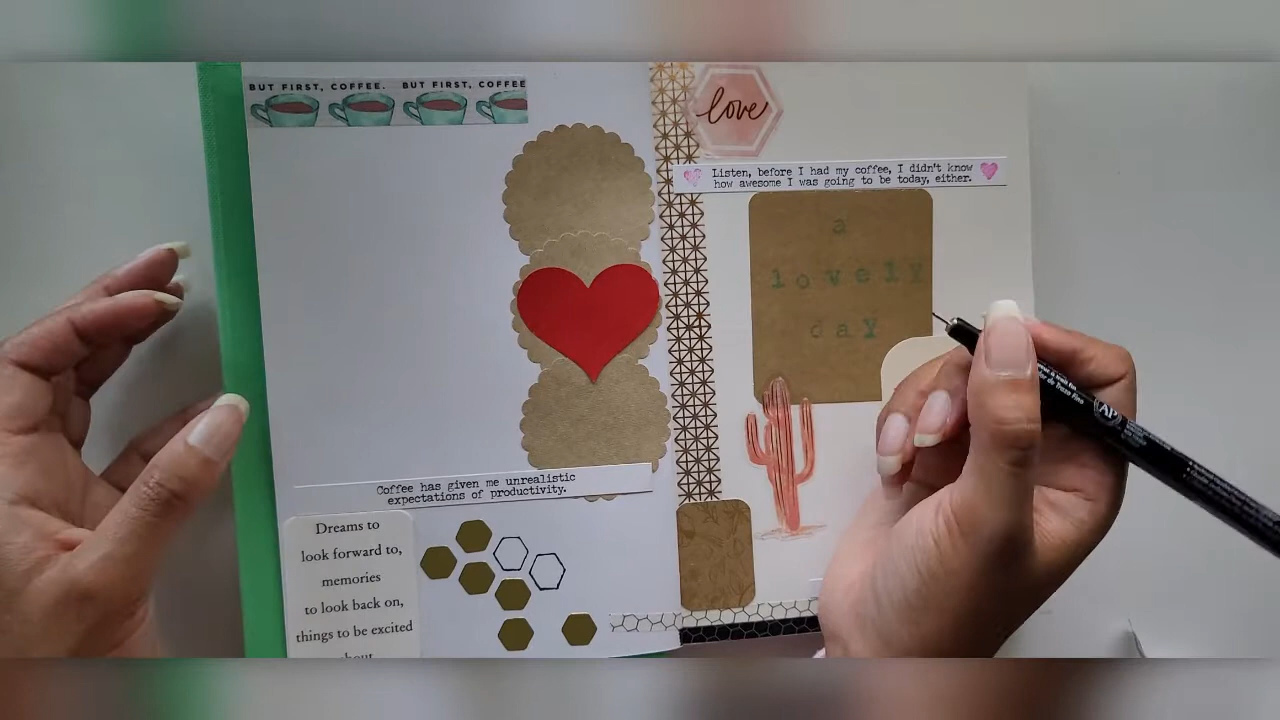 BUT FIRST, COFFEE. BUT FIRST, COFFEE
love
Listen, before I had my coffee, I didn't know
how awesome I was going to be today, either.
a
lovely
day
Coffee has given me unrealistic
expectations of productivity.
Dreams to
look forward to,
memories
to look back on,
things to be excited
about
AP